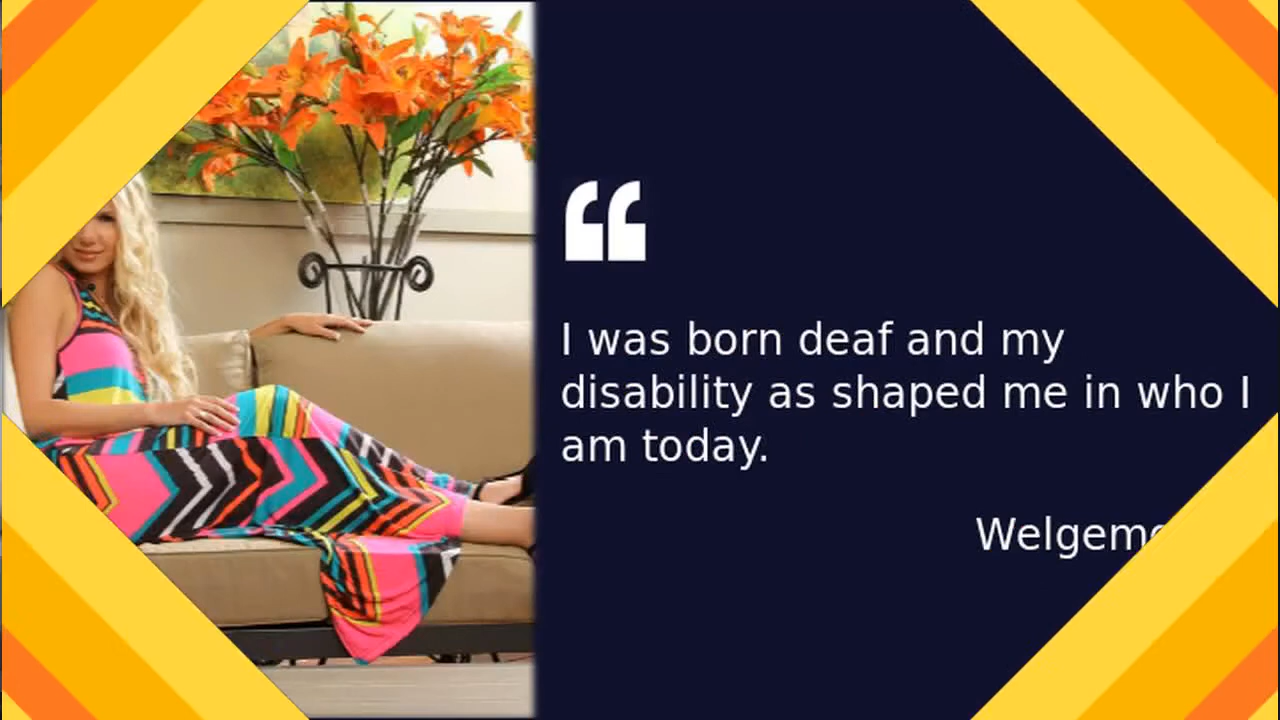 ❝
I was born deaf and my
disability as shaped me in who I
am today.